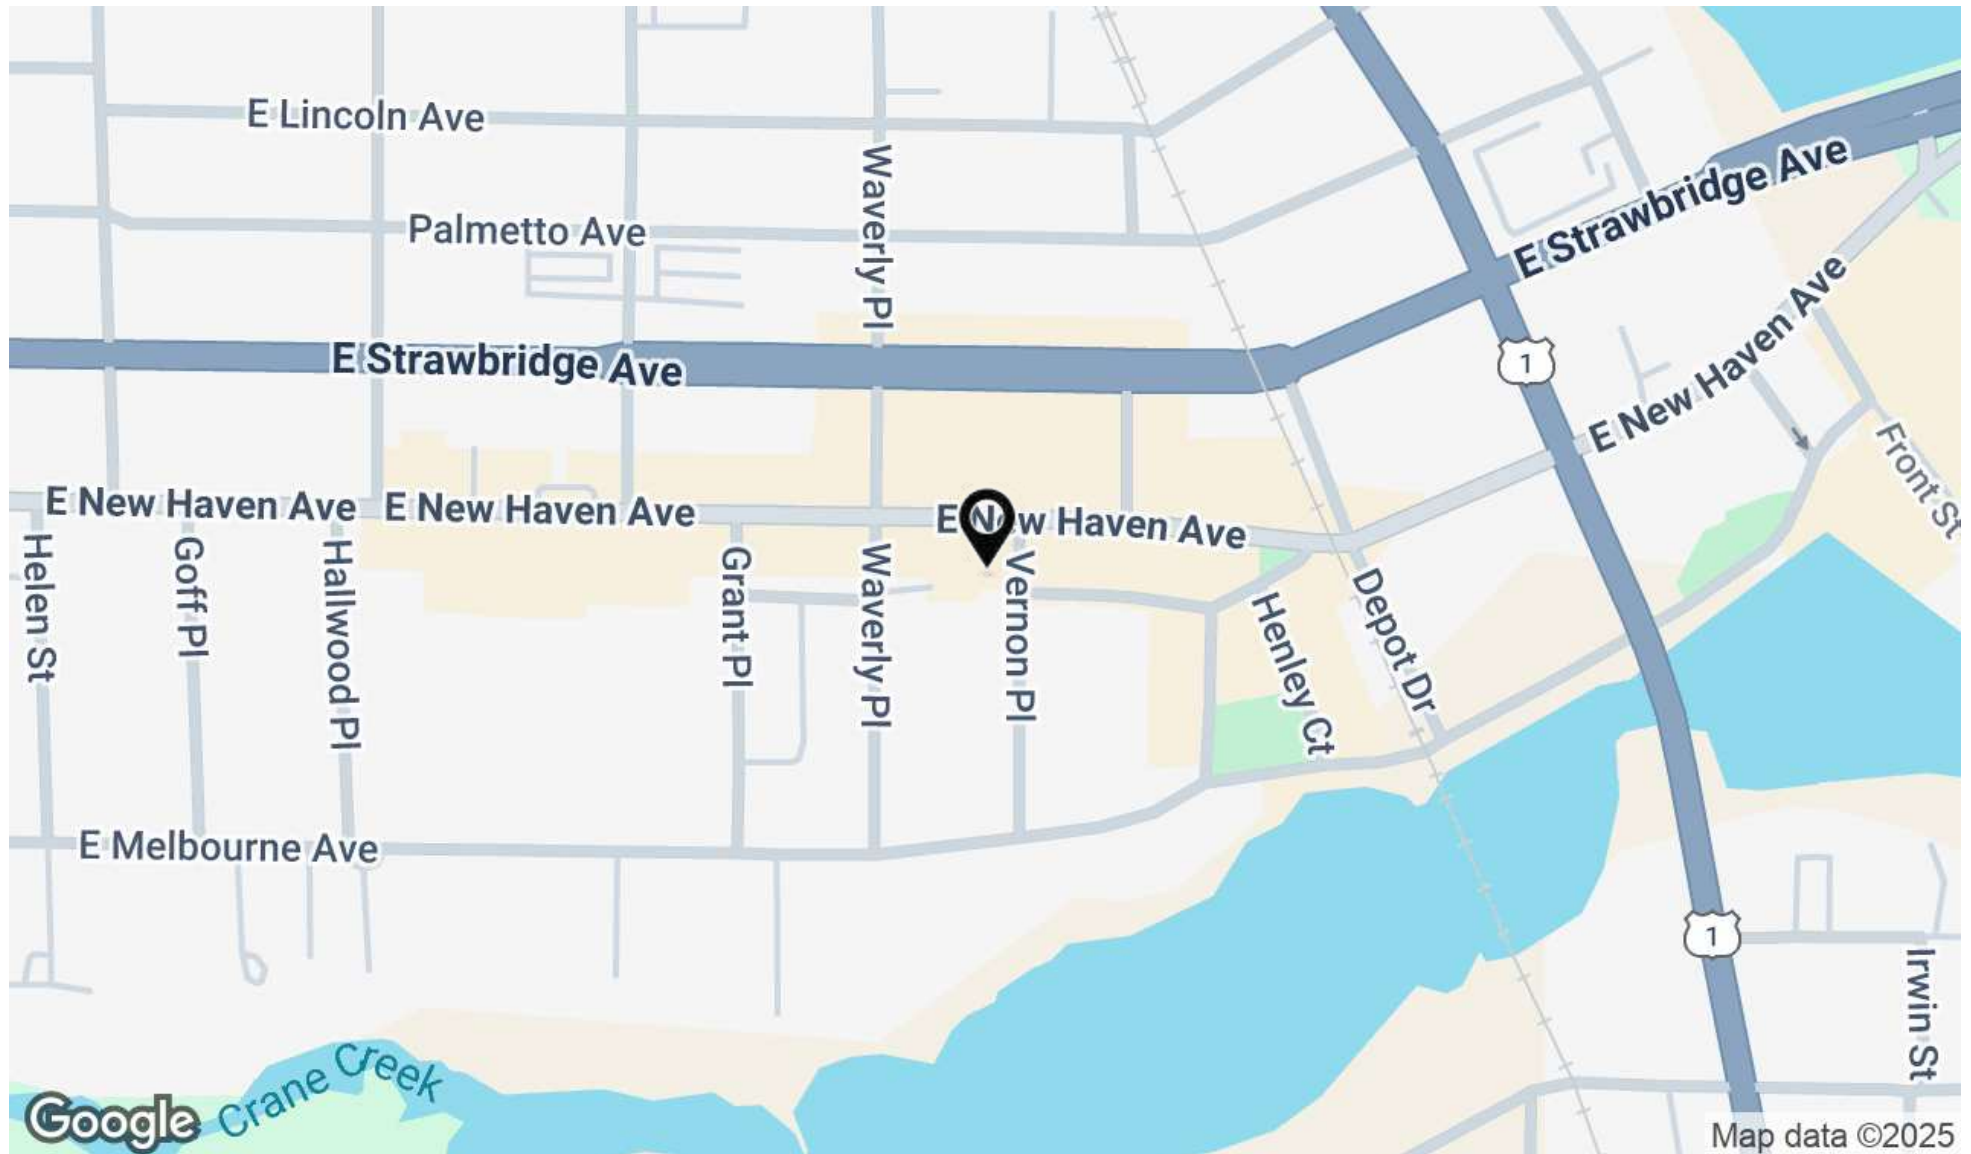 E Lincoln Ave
Waverly Pl
Palmetto Ave
E Strawbridge Ave
E Strawbridge Ave
1
E New Haven Ave
E New Haven Ave
E New Haven Ave
E New Haven Ave
Front St
Helen St
Goff Pl
Hallwood Pl
Grant Pl
Waverly Pl
Vernon Pl
Henley Ct
Depot Dr
E Melbourne Ave
1
Irwin St
Crane Creek
Google
Map data ©2025